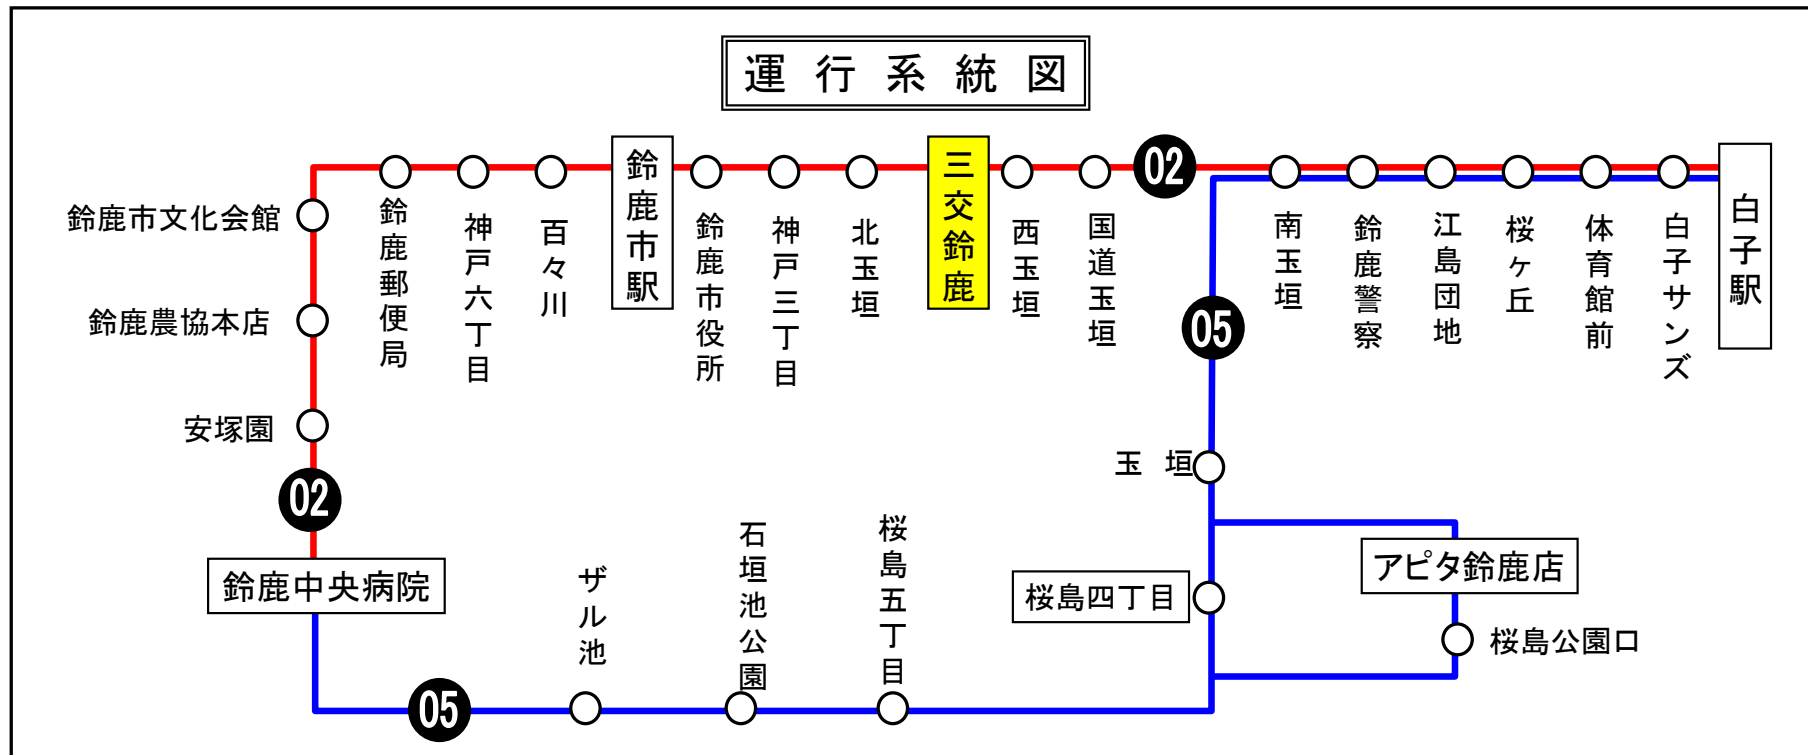 運行系統図
鈴鹿市文化会館
鈴鹿農協本店
安塚園
02
鈴鹿中央病院
鈴鹿郵便局
神戸六丁目
百々川
鈴鹿市駅
鈴鹿市役所
神戸三丁目
北玉垣
三交鈴鹿
西玉垣
国道玉垣
02
南玉垣
鈴鹿警察
江島団地
桜ヶ丘
体育館前
白子サンズ
白子駅
05
玉垣
桜島四丁目
アピタ鈴鹿店
桜島公園口
05
ザル池
石垣池公園
桜島五丁目